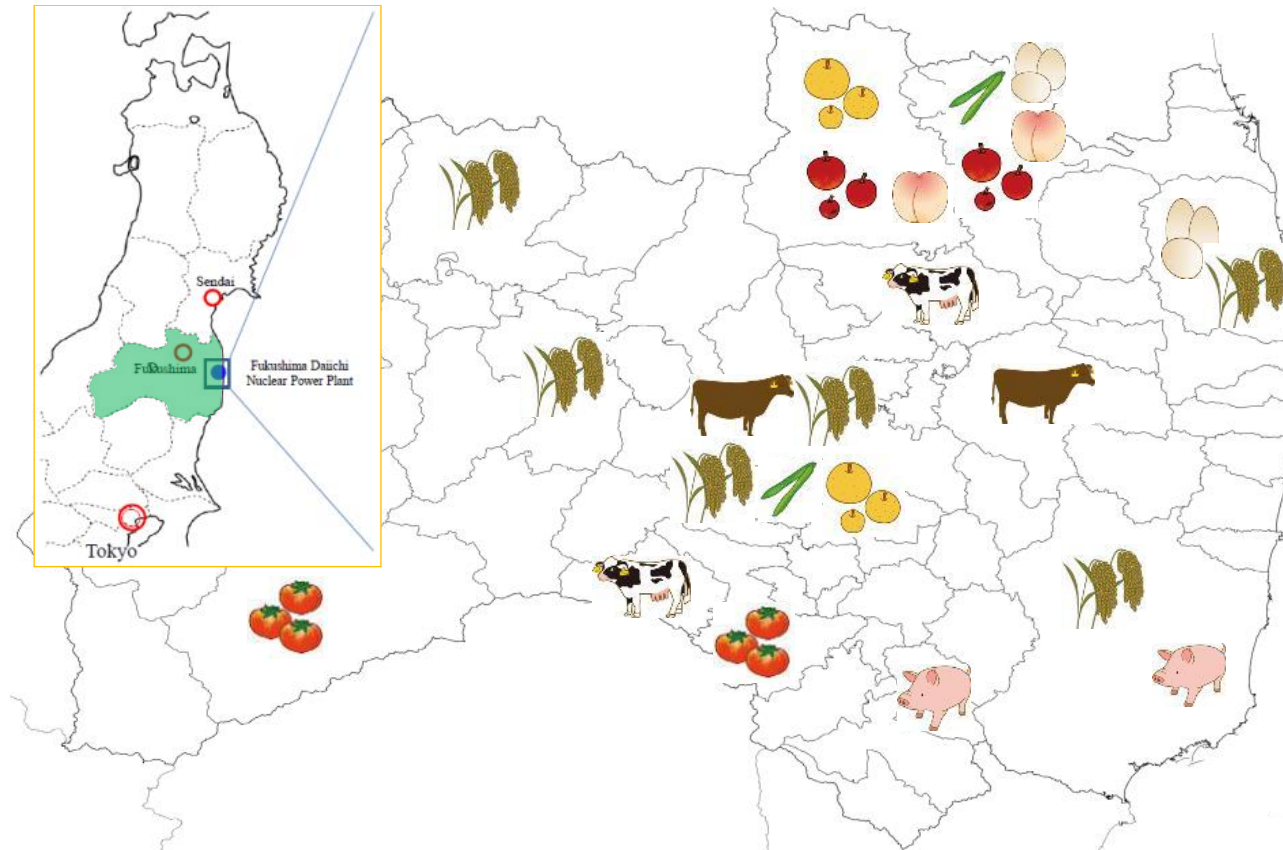 Sendai
Fukushima
Fukushima Daiichi
Nuclear Power Plant
Tokyo